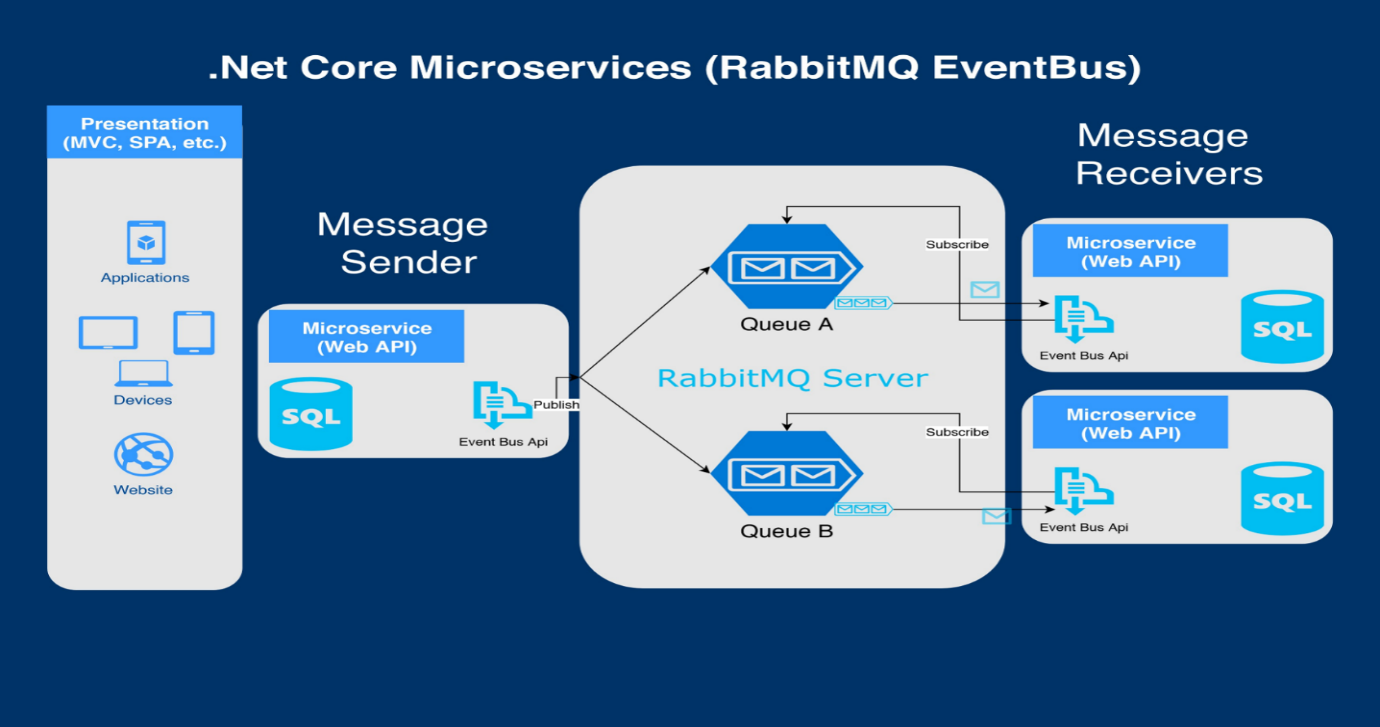 .Net Core Microservices (RabbitMQ EventBus)
Presentation
(MVC, SPA, etc.)
Applications
Devices
Website
Message
Sender
Microservice
(Web API)
SQL
Event Bus Api
Publish
Queue A
RabbitMQ Server
Queue B
Subscribe
Subscribe
Message
Receivers
Microservice
(Web API)
Event Bus Api
SQL
Microservice
(Web API)
Event Bus Api
SQL